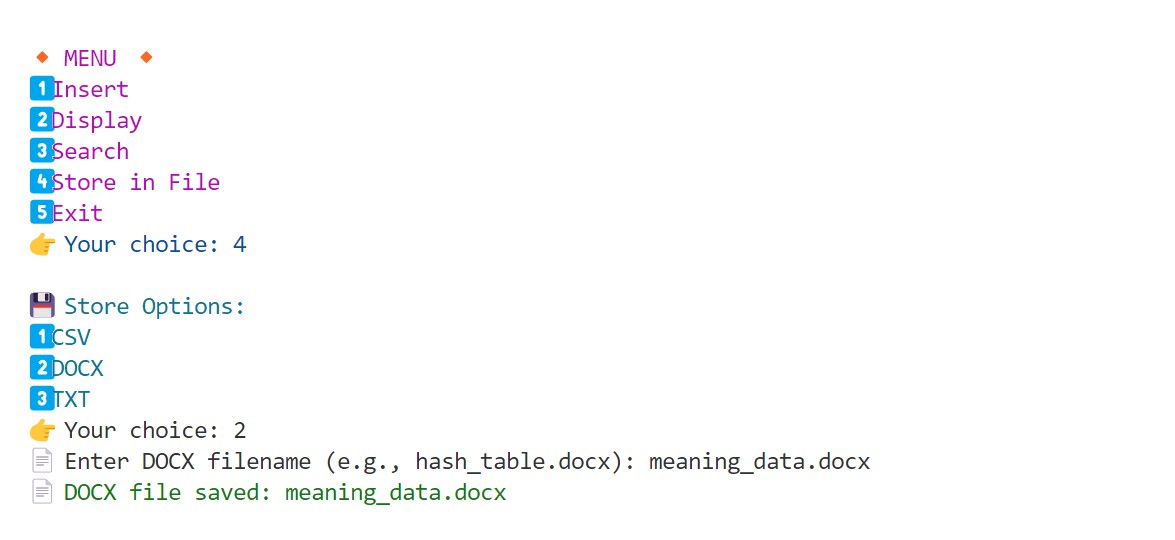 🔸 MENU 🔸
1️⃣Insert
2️⃣Display
3️⃣Search
4️⃣Store in File
5️⃣Exit
👉 Your choice: 4
💾 Store Options:
1️⃣CSV
2️⃣DOCX
3️⃣TXT
👉 Your choice: 2
📄 Enter DOCX filename (e.g., hash_table.docx): meaning_data.docx
📄 DOCX file saved: meaning_data.docx